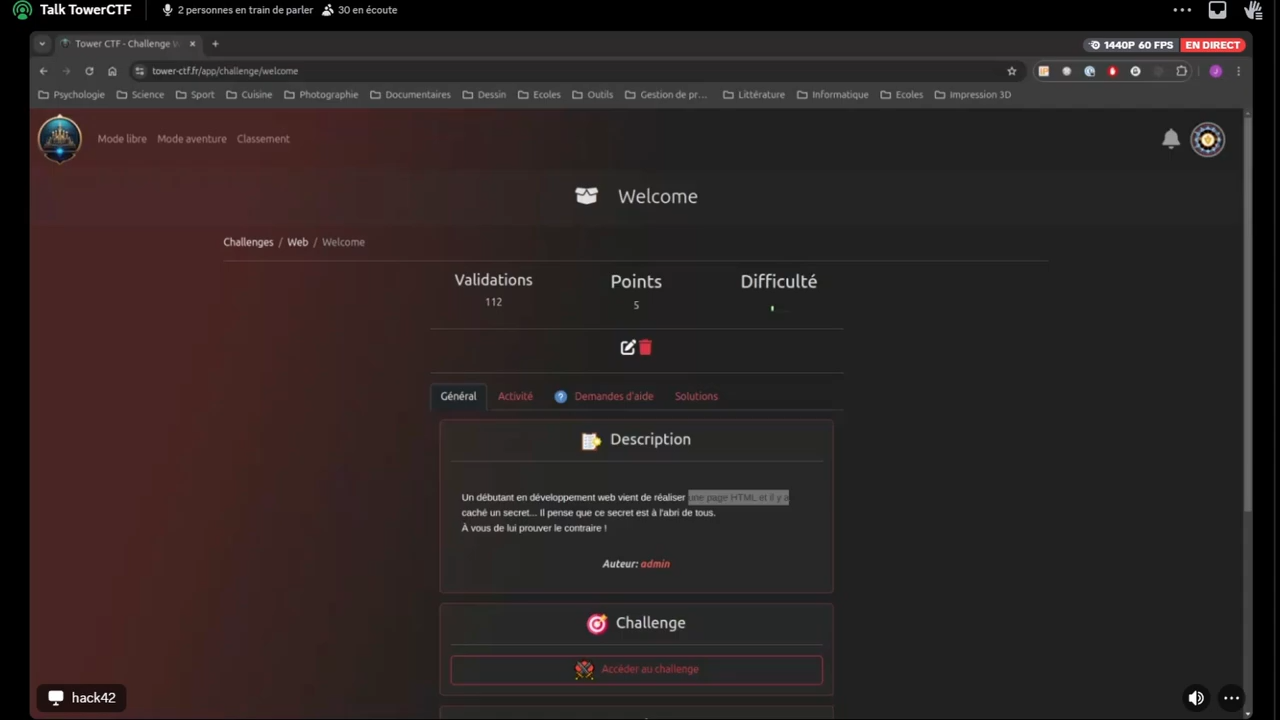 Talk TowerCTF
2 personnes en train de parler
30 en écoute
Tower CTF - Challenge
1440P 60 FPS
EN DIRECT
tower-ctf.fr/app/challenge/welcome
Psychologie
Science
Sport
Cuisine
Photographie
Documentaires
Dessin
Ecoles
Outils
Gestion de pr...
Littérature
Informatique
Ecoles
Impression 3D
Mode libre
Mode aventure
Classement
Welcome
Challenges / Web / Welcome
Validations
Points
Difficulté
112
5
Général
Activité
Demandes d'aide
Solutions
Description
Un débutant en développement web vient de réaliser une page HTML et il y a
caché un secret... Il pense que ce secret est à l'abri de tous.
À vous de lui prouver le contraire !
Auteur: admin
Challenge
Accéder au challenge
hack42